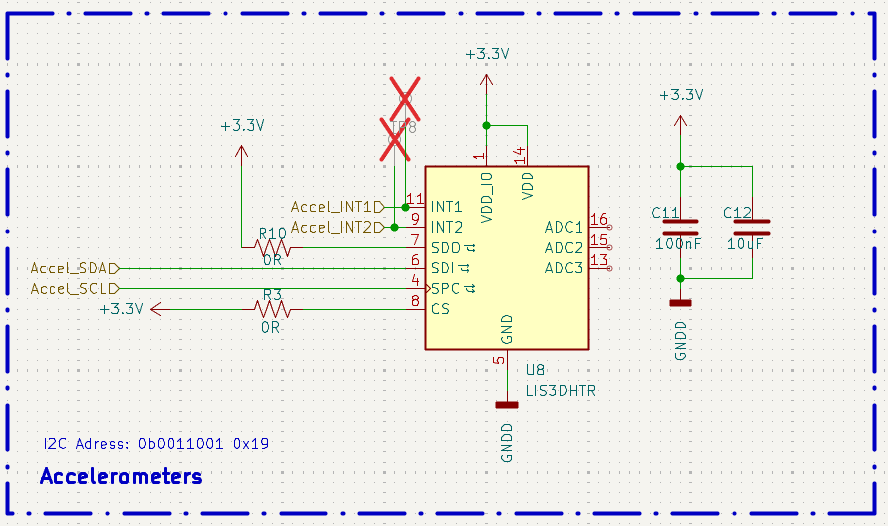 +3.3V
+3.3V
+3.3V
1
14
VDD_IO
VDD
Accel_INT1
11
INT1
Accel_INT2
9
INT2
R10
0R
7
SDO
Accel_SDA
6
SDI
Accel_SCL
4
SPC
+3.3V
R3
0R
8
CS
ADC1
16
ADC2
15
ADC3
13
GND
5
U8
LIS3DHTR
GNDD
C11
100nF
C12
10uF
GNDD
I2C Adress: 0b0011001 0x19
Accelerometers